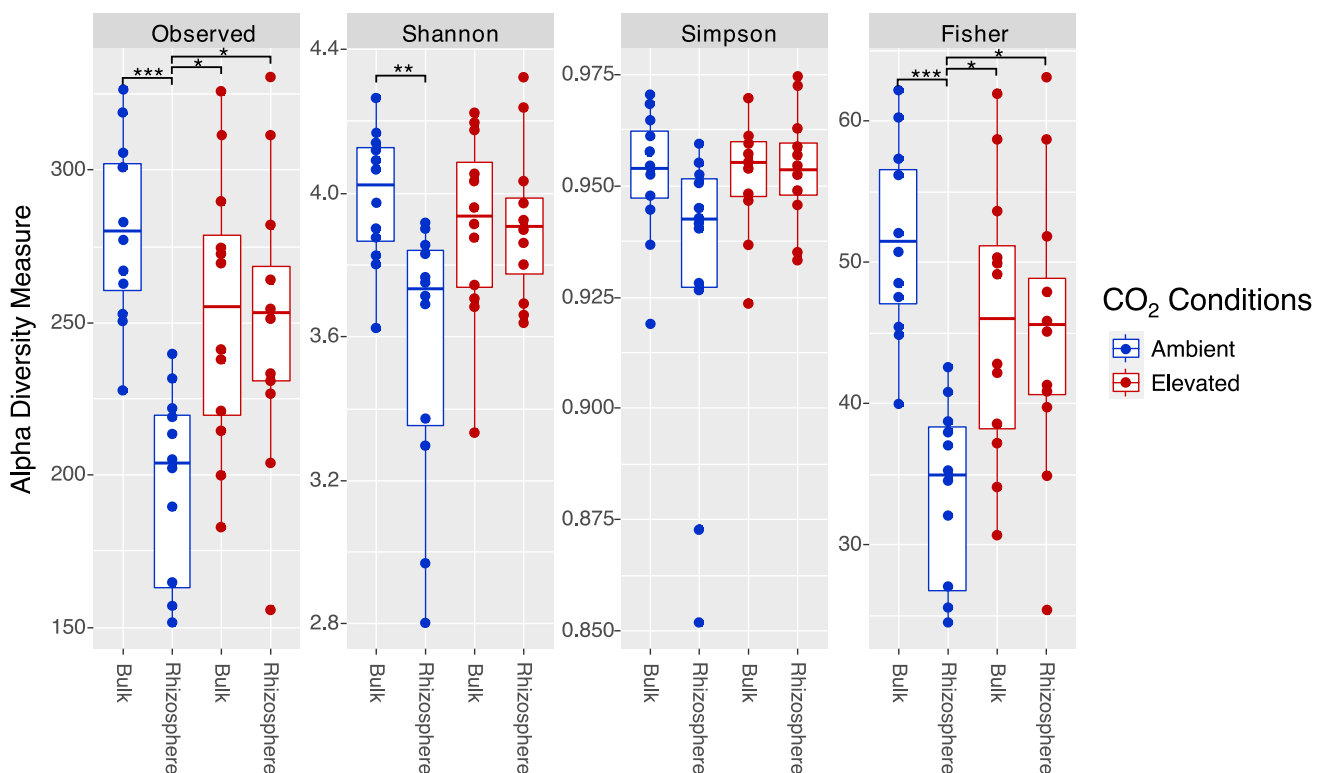 Observed
Shannon
Simpson
Fisher
Alpha Diversity Measure
300
250
200
150
***
*
*
4.4
4.0
3.6
3.2
2.8
**
0.975
0.950
0.925
0.900
0.875
0.850
60
50
40
30
***
*
*
Bulk
Rhizosphere
Bulk
Rhizosphere
Bulk
Rhizosphere
Bulk
Rhizosphere
Bulk
Rhizosphere
Bulk
Rhizosphere
Bulk
Rhizosphere
Bulk
Rhizosphere
CO₂ Conditions
Ambient
Elevated